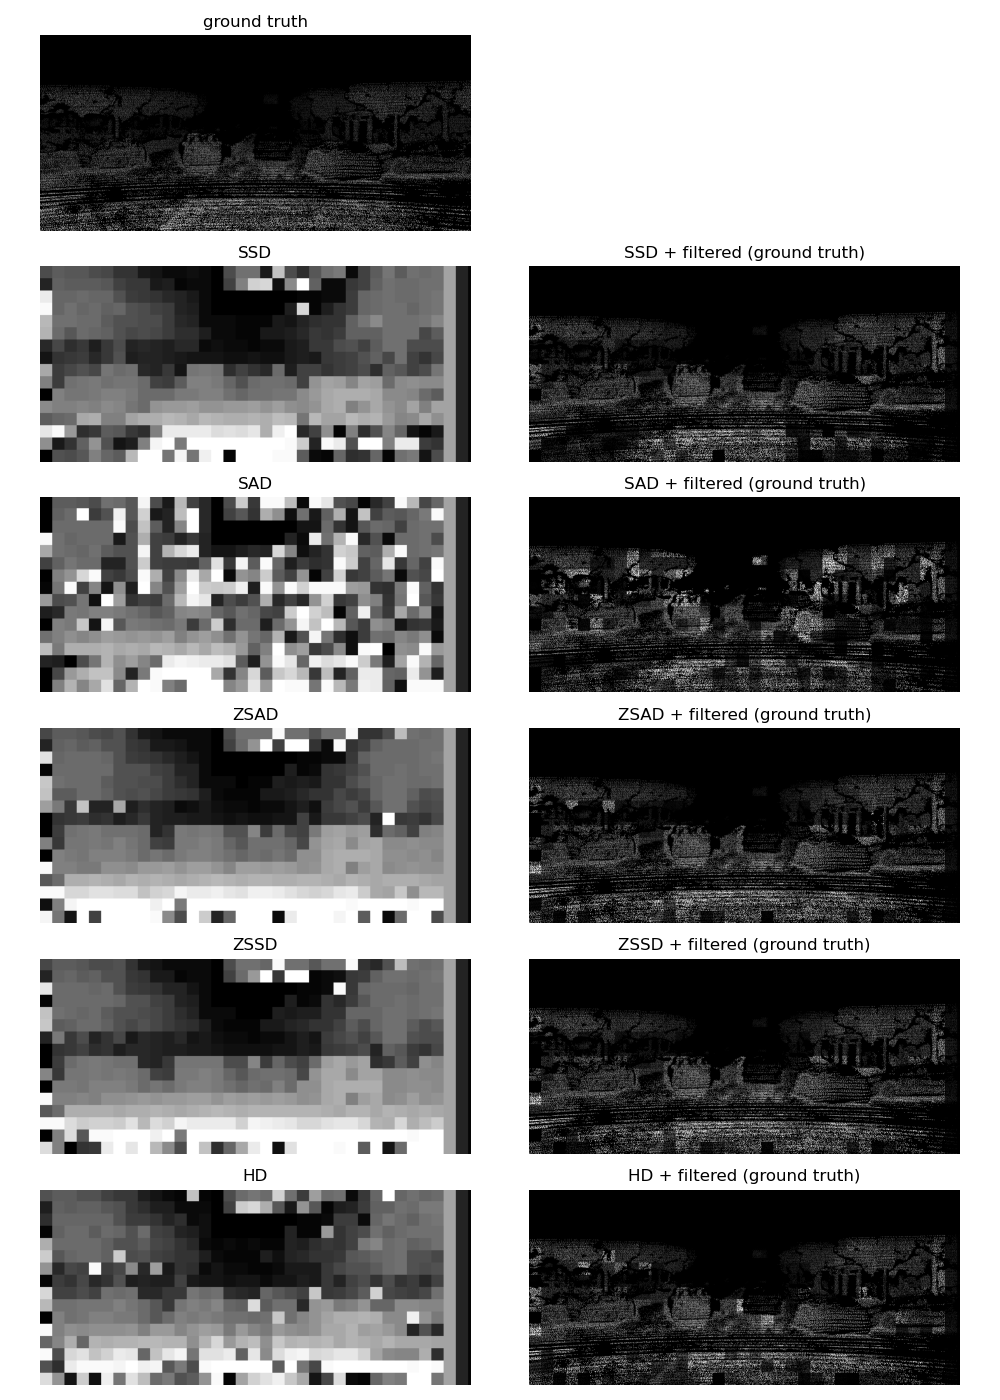 ground truth
SSD
SSD + filtered (ground truth)
SAD
SAD + filtered (ground truth)
ZSAD
ZSAD + filtered (ground truth)
ZSSD
ZSSD + filtered (ground truth)
HD
HD + filtered (ground truth)